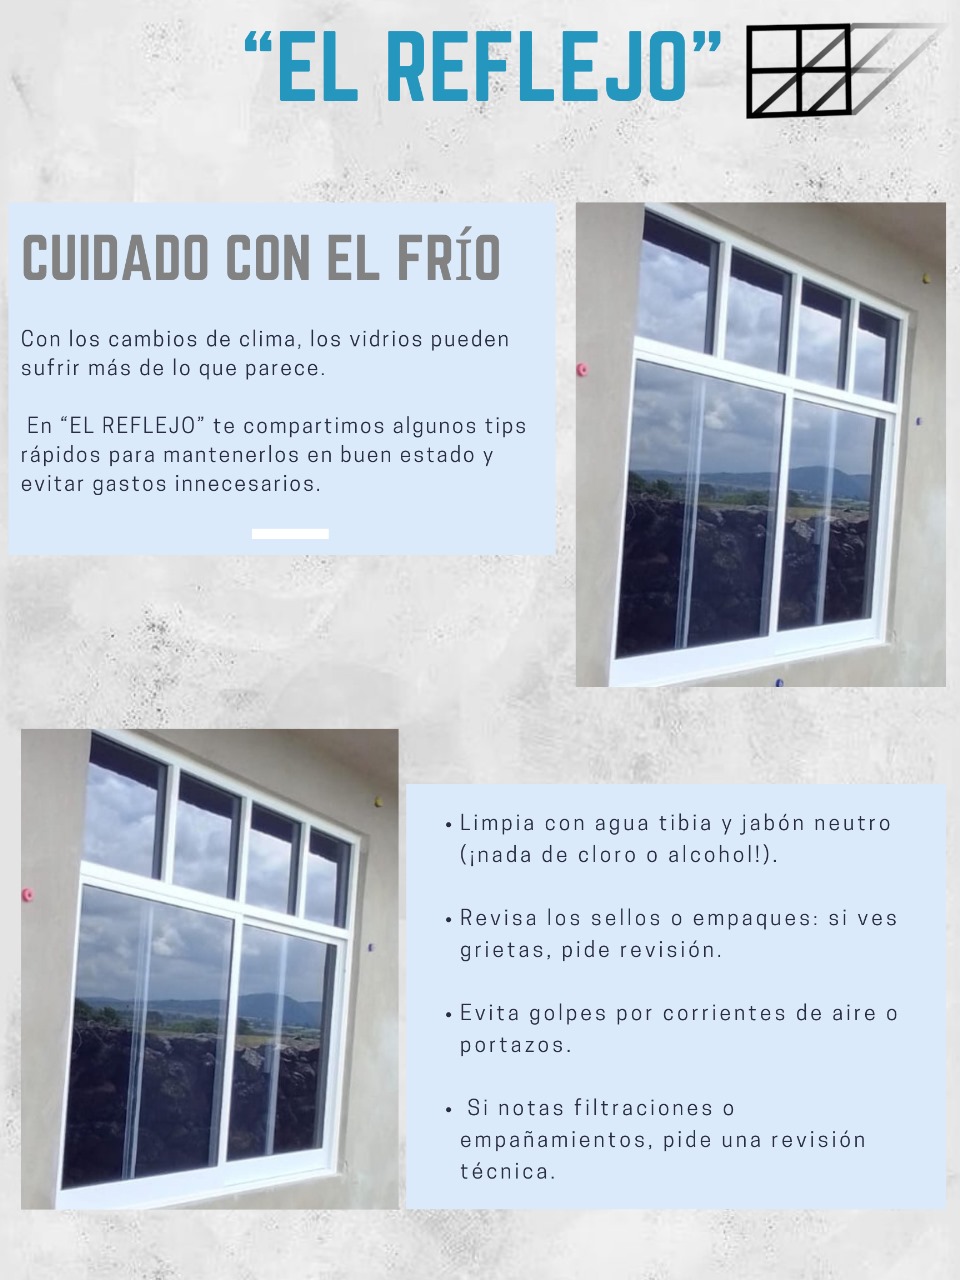 “EL REFLEJO”
CUIDADO CON EL FRÍO
Con los cambios de clima, los vidrios pueden
sufrir más de lo que parece.
En “EL REFLEJO” te compartimos algunos tips
rápidos para mantenerlos en buen estado y
evitar gastos innecesarios.
• Limpia con agua tibia y jabón neutro
(¡nada de cloro o alcohol!).
• Revisa los sellos o empaques: si ves
grietas, pide revisión.
• Evita golpes por corrientes de aire o
portazos.
• Si notas filtraciones o
empañamientos, pide una revisión
técnica.